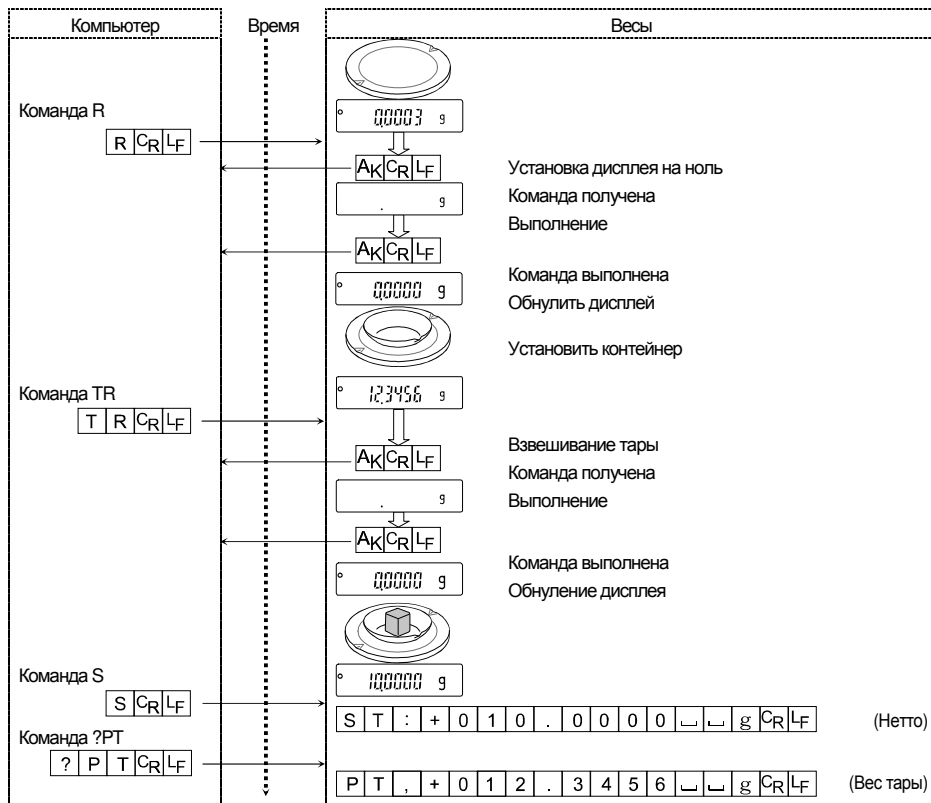 Компьютер Время Весы
Команда R
0.0003 g
R CR LF
AK CR LF Установка дисплея на ноль
. g Команда получена
Выполнение
AK CR LF
Команда выполнена
0.0000 g
Обнулить дисплей
Установить контейнер
Команда TR
12.3456 g
T R CR LF
Взвешивание тары
AK CR LF
Команда получена
. g Выполнение
AK CR LF
Команда выполнена
0.0000 g Обнуление дисплея
Команда S
10.0000 g
S CR LF
S T : + 0 1 0 . 0 0 0 0 ⎵ ⎵ g CR LF (Нетто)
Команда ?PT
? P T CR LF
P T , + 0 1 2 . 3 4 5 6 ⎵ ⎵ g CR LF (Вес тары)